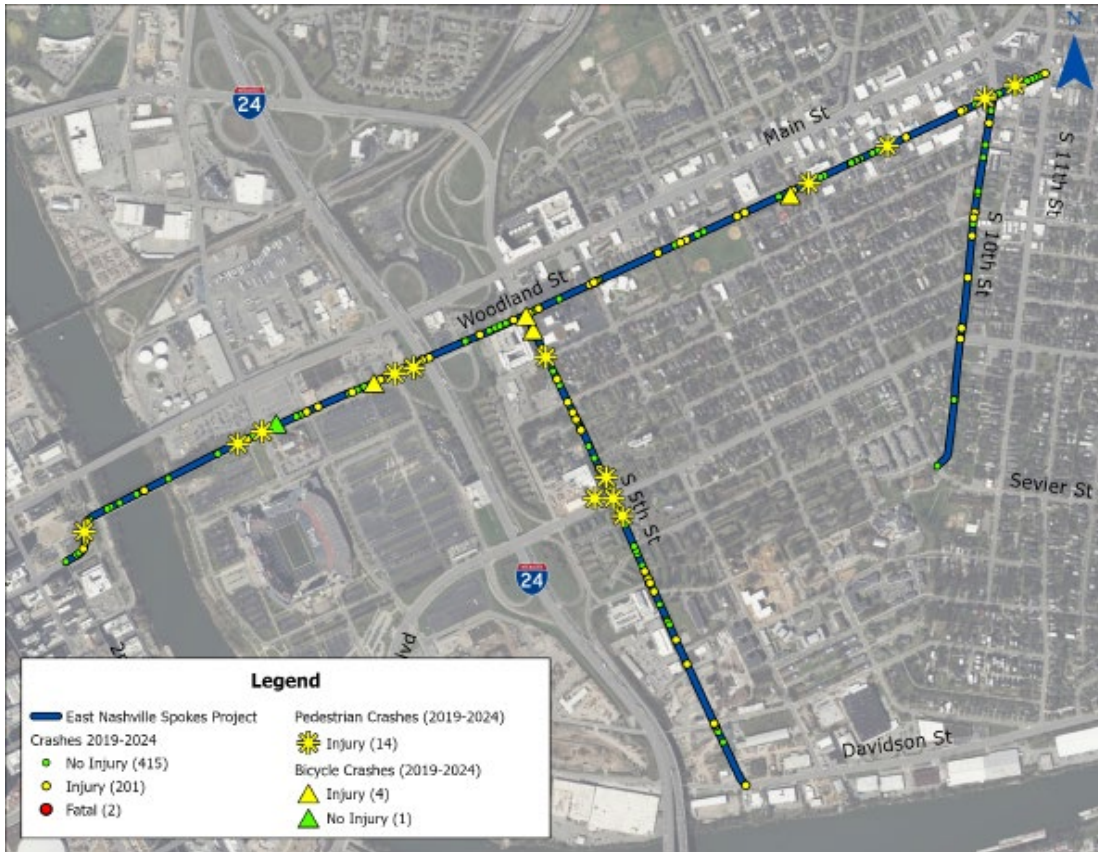 N
24
Main St
S 11th St
S 10th St
Woodland St
S 5th St
Sevier St
24
lvd
Davidson St
Legend
East Nashville Spokes Project
Crashes 2019-2024
No Injury (415)
Injury (201)
Fatal (2)
Pedestrian Crashes (2019-2024)
Injury (14)
Bicycle Crashes (2019-2024)
Injury (4)
No Injury (1)